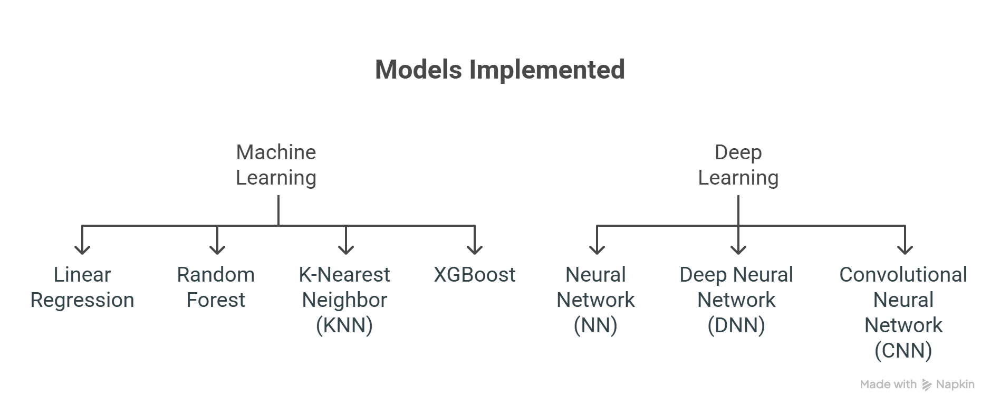 Models Implemented
Machine
Learning
Deep
Learning
Linear
Regression
Random
Forest
K-Nearest
Neighbor
(KNN)
XGBoost
Neural
Network
(NN)
Deep Neural
Network
(DNN)
Convolutional
Neural
Network
(CNN)
Made with Napkin